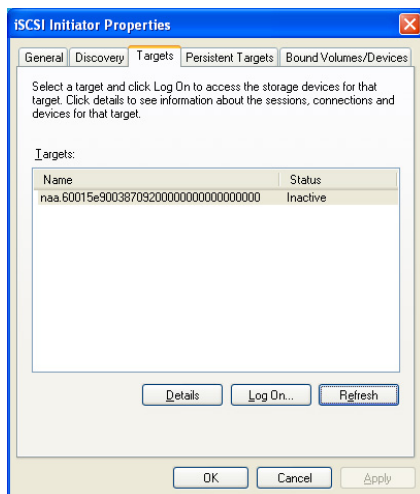 iSCSI Initiator Properties
General Discovery Targets Persistent Targets Bound Volumes/Devices
Select a target and click Log On to access the storage devices for that
target. Click details to see information about the sessions, connections and
devices for that target.
Targets:
Name Status
naa.60015e90038709200000000000000000 Inactive
Details Log On... Refresh
OK Cancel Apply